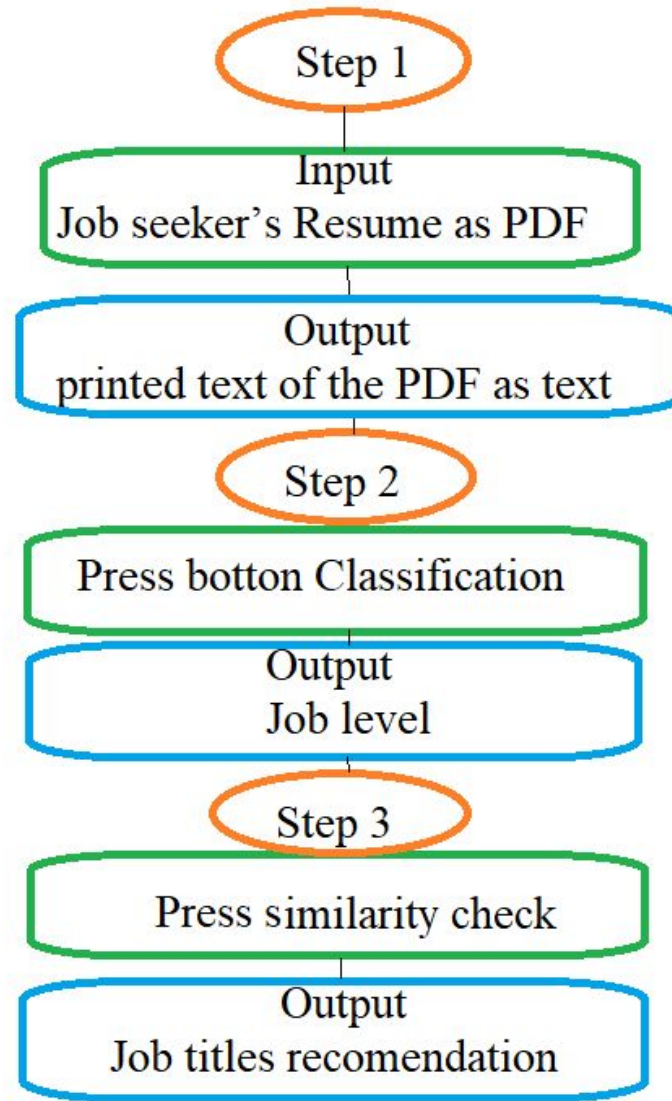 Step 1
Input
Job seeker’s Resume as PDF
Output
printed text of the PDF as text
Step 2
Press botton Classification
Output
Job level
Step 3
Press similarity check
Output
Job titles recomendation